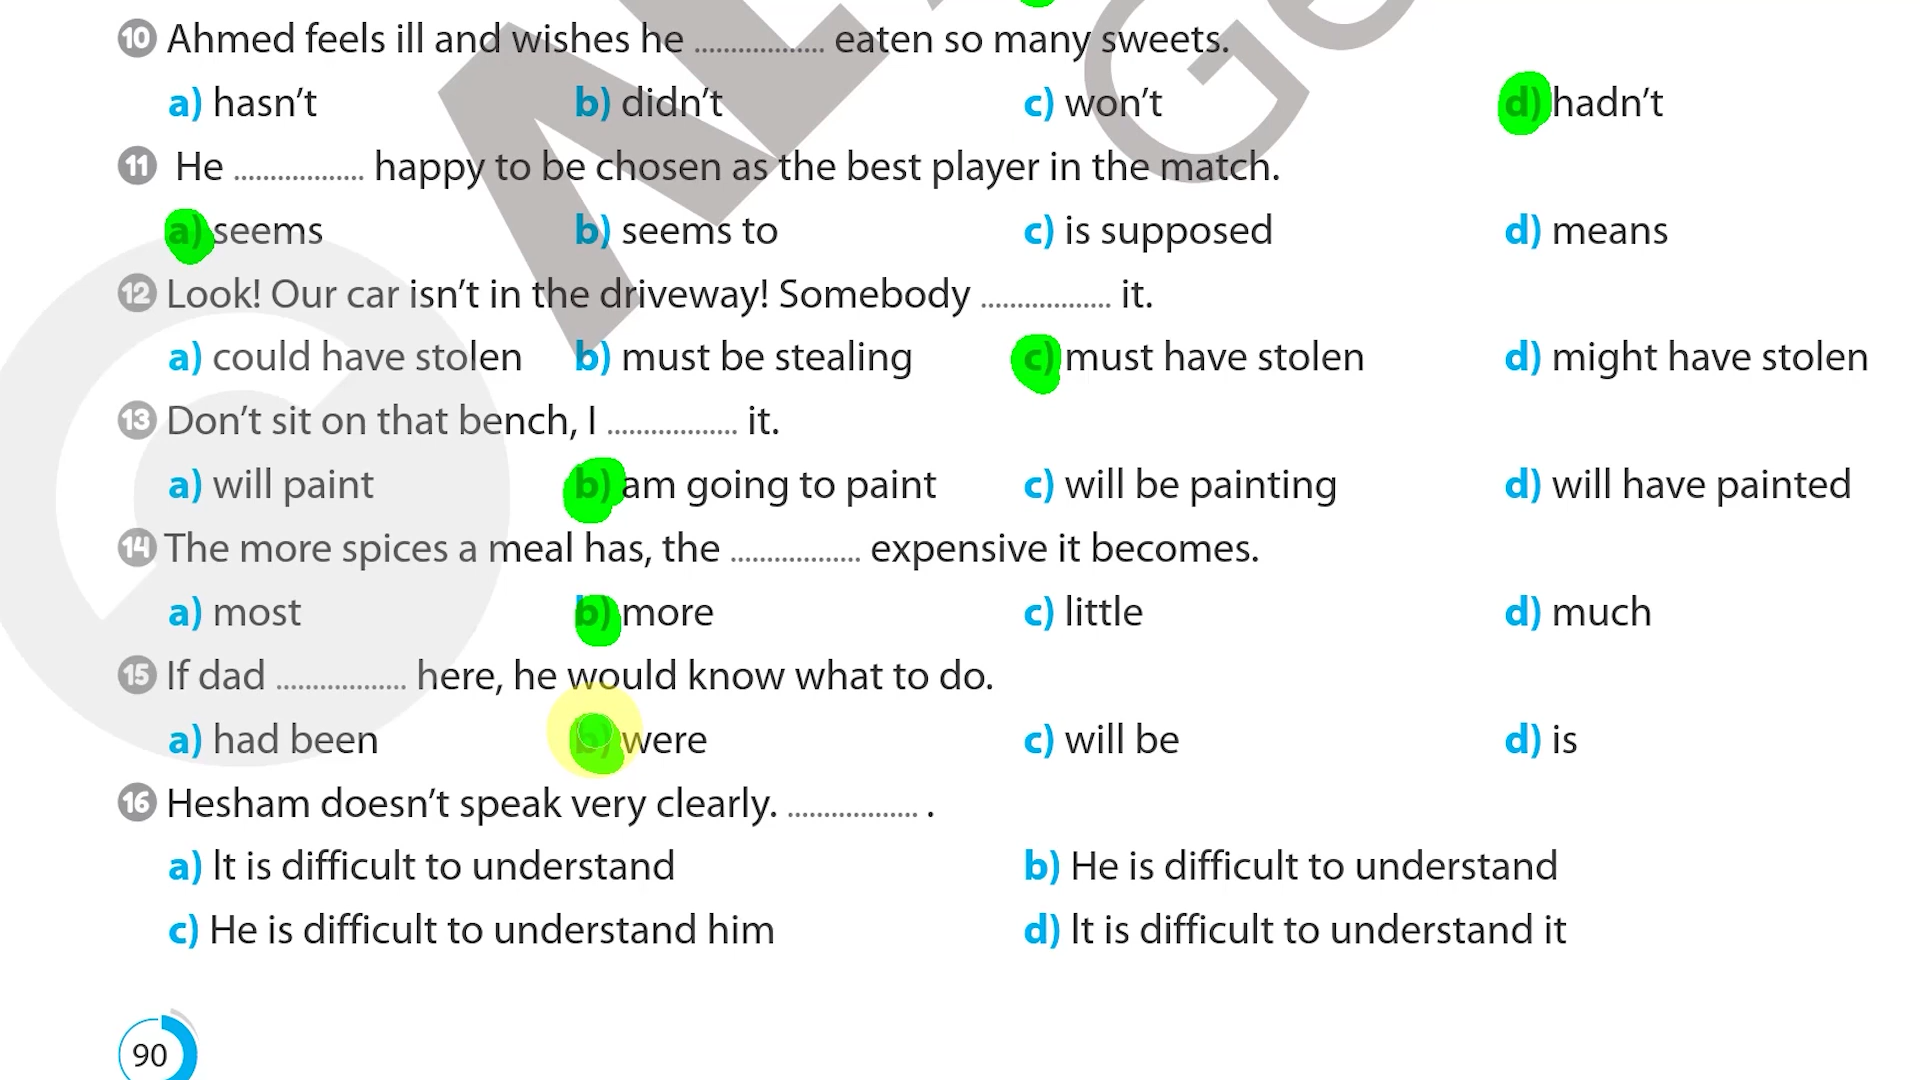 10 Ahmed feels ill and wishes he .................. eaten so many sweets.
a) hasn't b) didn't c) won't d) hadn't
11 He .................. happy to be chosen as the best player in the match.
a) seems b) seems to c) is supposed d) means
12 Look! Our car isn't in the driveway! Somebody .................. it.
a) could have stolen b) must be stealing c) must have stolen d) might have stolen
13 Don't sit on that bench, I .................. it.
a) will paint b) am going to paint c) will be painting d) will have painted
14 The more spices a meal has, the .................. expensive it becomes.
a) most b) more c) little d) much
15 If dad .................. here, he would know what to do.
a) had been b) were c) will be d) is
16 Hesham doesn't speak very clearly. .................. .
a) It is difficult to understand b) He is difficult to understand
c) He is difficult to understand him d) It is difficult to understand it
90